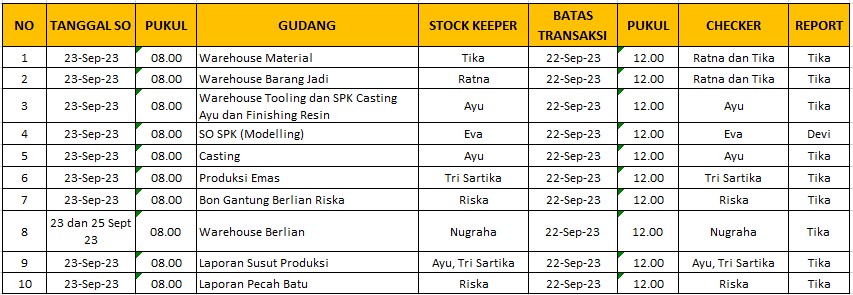 NO TANGGAL SO PUKUL GUDANG STOCK KEEPER BATAS TRANSAKSI PUKUL CHECKER REPORT
1 23-Sep-23 08.00 Warehouse Material Tika 22-Sep-23 12.00 Ratna dan Tika Tika
2 23-Sep-23 08.00 Warehouse Barang Jadi Ratna 22-Sep-23 12.00 Ratna dan Tika Tika
3 23-Sep-23 08.00 Warehouse Tooling dan SPK Casting Ayu dan Finishing Resin Ayu 22-Sep-23 12.00 Ayu Tika
4 23-Sep-23 08.00 SO SPK (Modelling) Eva 22-Sep-23 12.00 Eva Devi
5 23-Sep-23 08.00 Casting Ayu 22-Sep-23 12.00 Ayu Tika
6 23-Sep-23 08.00 Produksi Emas Tri Sartika 22-Sep-23 12.00 Tri Sartika Tika
7 23-Sep-23 08.00 Bon Gantung Berlian Riska Riska 22-Sep-23 12.00 Riska Tika
8 23 dan 25 Sept 23 08.00 Warehouse Berlian Nugraha 22-Sep-23 12.00 Nugraha Tika
9 23-Sep-23 08.00 Laporan Susut Produksi Ayu, Tri Sartika 22-Sep-23 12.00 Ayu, Tri Sartika Tika
10 23-Sep-23 08.00 Laporan Pecah Batu Riska 22-Sep-23 12.00 Riska Tika